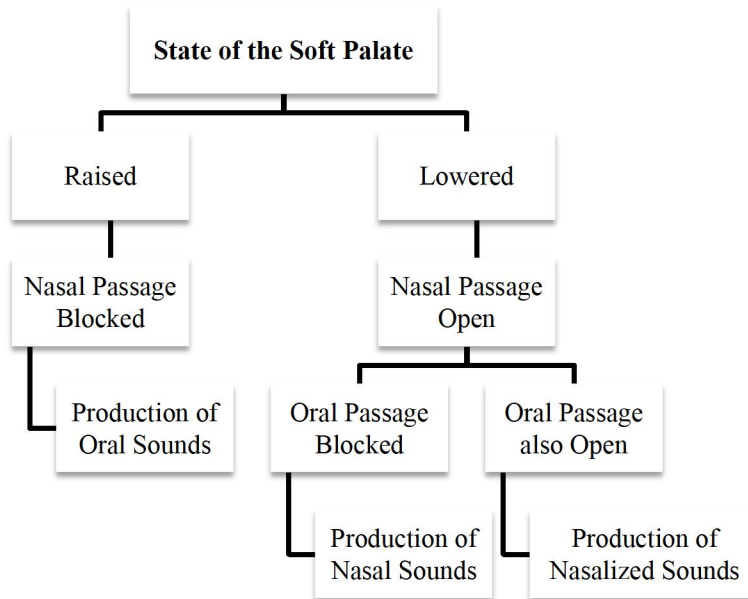 State of the Soft Palate
Raised
Lowered
Nasal Passage
Blocked
Nasal Passage
Open
Production of
Oral Sounds
Oral Passage
Blocked
Oral Passage
also Open
Production of
Nasal Sounds
Production of
Nasalized Sounds